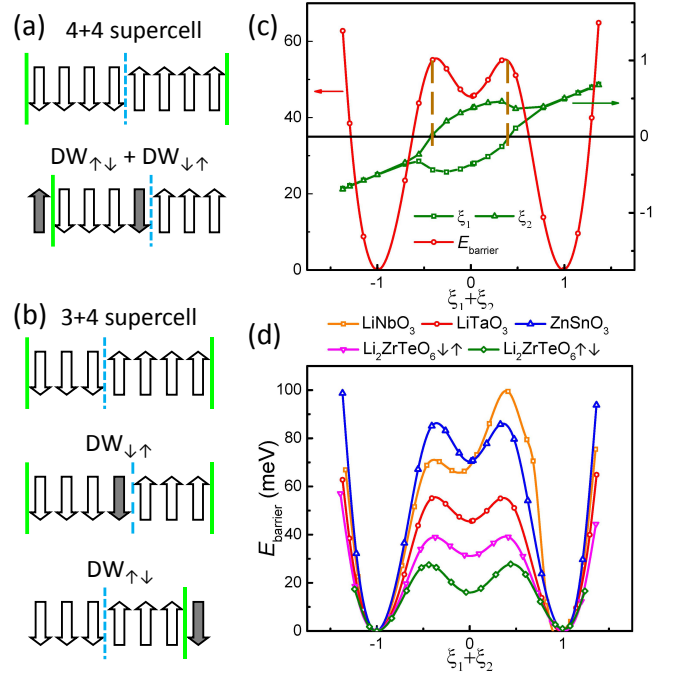 (a)
4+4 supercell
DW↑↓ + DW↓↑
(b)
3+4 supercell
DW↓↑
DW↑↓
(c)
60
40
20
0
1
0
-1
ξ1 ξ2
Ebarrier
-1 0 1
ξ1+ξ2
LiNbO3 LiTaO3 ZnSnO3
Li2ZrTeO6↓↑ Li2ZrTeO6↑↓
(d)
100
80
60
40
20
0
Ebarrier (meV)
-1 0 1
ξ1+ξ2